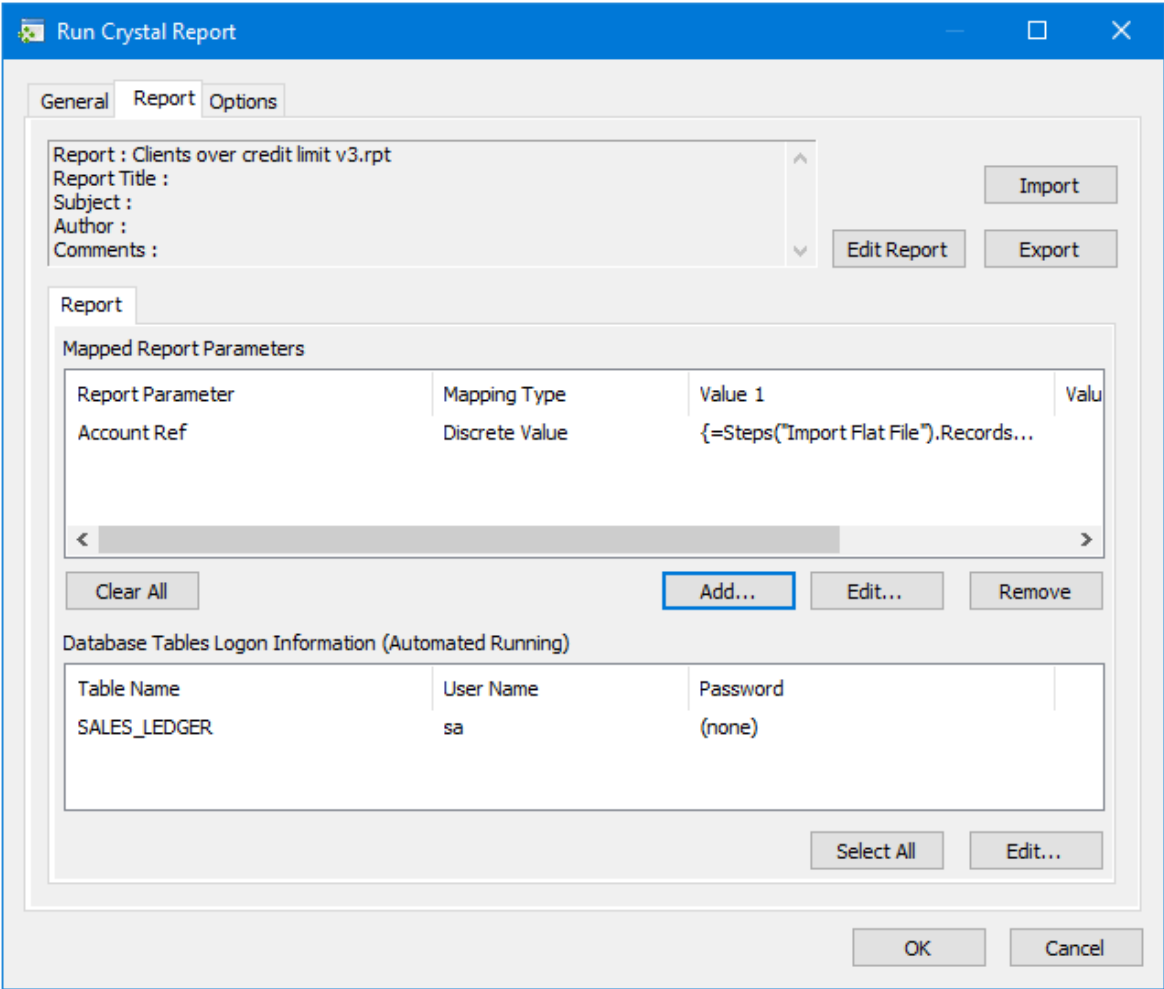 Run Crystal Report
General Report Options
Report : Clients over credit limit v3.rpt
Report Title :
Subject :
Author :
Comments :
Import
Edit Report Export
Report
Mapped Report Parameters
Report Parameter Mapping Type Value 1 Valu
Account Ref Discrete Value {=Steps("Import Flat File").Records...
Clear All Add... Edit... Remove
Database Tables Logon Information (Automated Running)
Table Name User Name Password
SALES_LEDGER sa (none)
Select All Edit...
OK Cancel